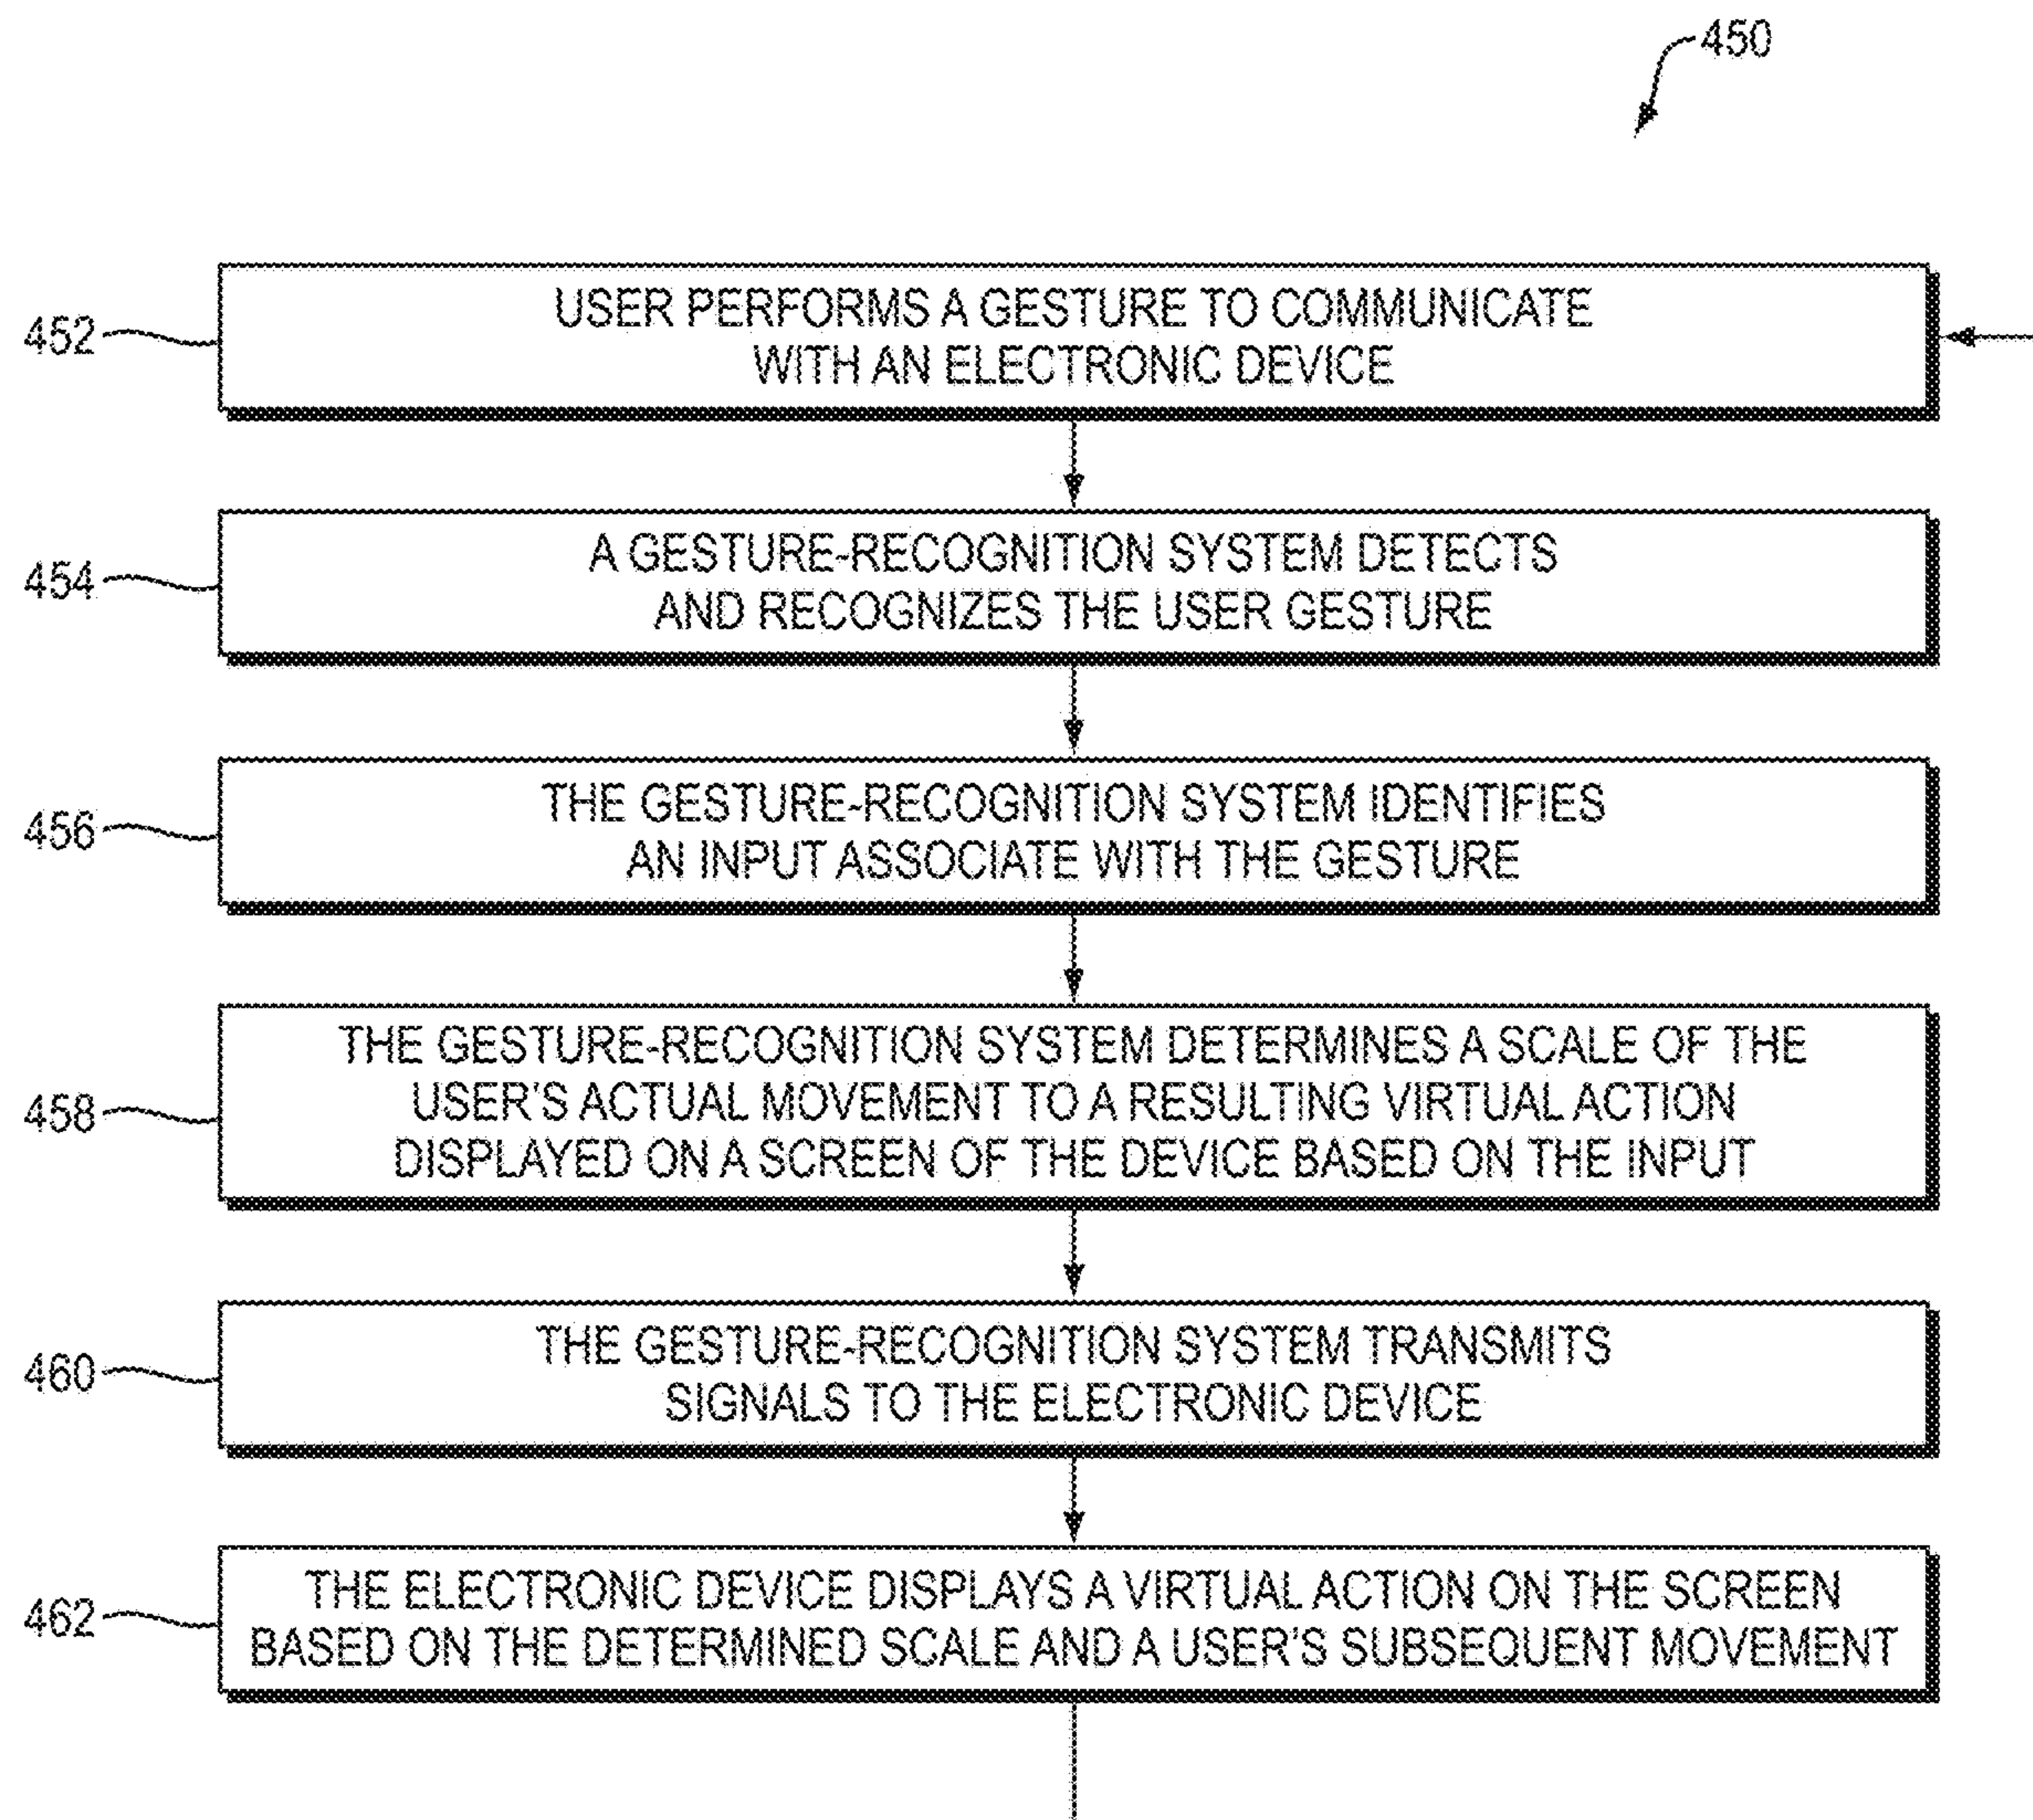 450
452
USER PERFORMS A GESTURE TO COMMUNICATE
WITH AN ELECTRONIC DEVICE
454
A GESTURE-RECOGNITION SYSTEM DETECTS
AND RECOGNIZES THE USER GESTURE
456
THE GESTURE-RECOGNITION SYSTEM IDENTIFIES
AN INPUT ASSOCIATE WITH THE GESTURE
458
THE GESTURE-RECOGNITION SYSTEM DETERMINES A SCALE OF THE
USER'S ACTUAL MOVEMENT TO A RESULTING VIRTUAL ACTION
DISPLAYED ON A SCREEN OF THE DEVICE BASED ON THE INPUT
460
THE GESTURE-RECOGNITION SYSTEM TRANSMITS
SIGNALS TO THE ELECTRONIC DEVICE
462
THE ELECTRONIC DEVICE DISPLAYS A VIRTUAL ACTION ON THE SCREEN
BASED ON THE DETERMINED SCALE AND A USER'S SUBSEQUENT MOVEMENT